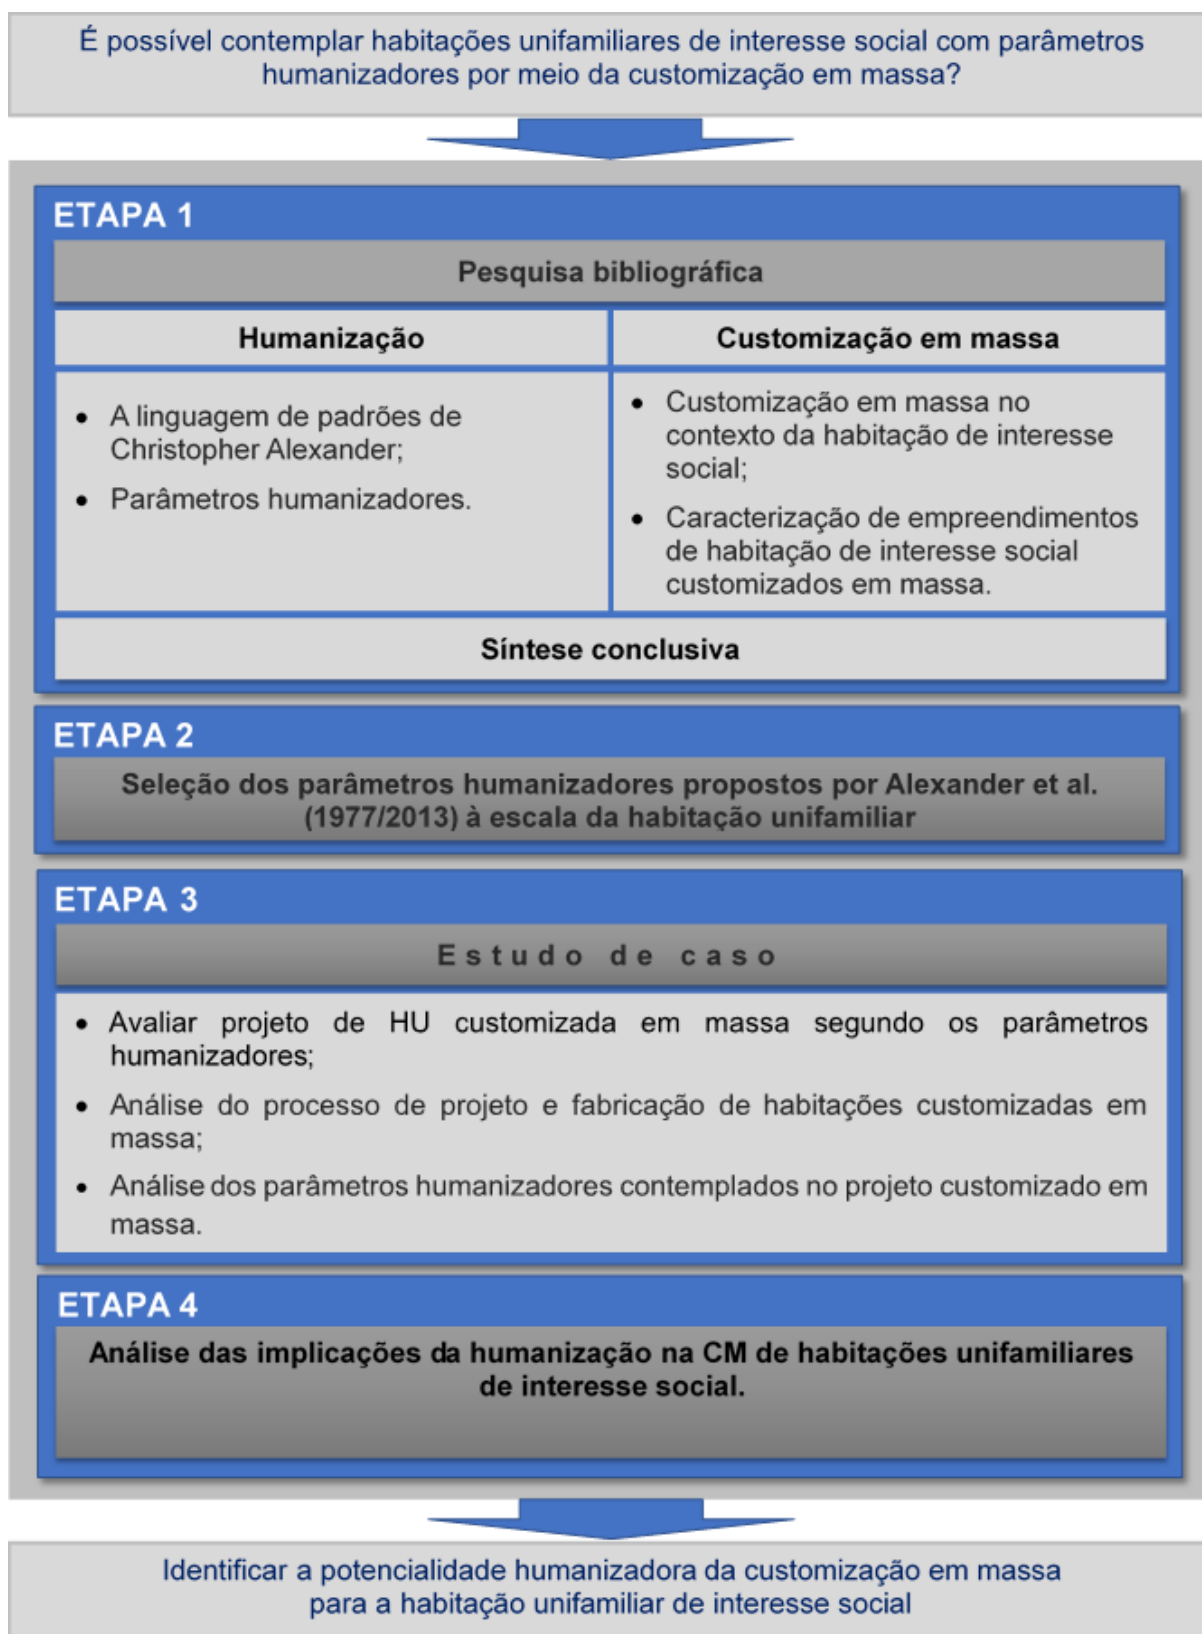 É possível contemplar habitações unifamiliares de interesse social com parâmetros
humanizadores por meio da customização em massa?
ETAPA 1
Pesquisa bibliográfica
Humanização
• A linguagem de padrões de
Christopher Alexander;
• Parâmetros humanizadores.
Customização em massa
• Customização em massa no
contexto da habitação de interesse
social;
• Caracterização de empreendimentos
de habitação de interesse social
customizados em massa.
Síntese conclusiva
ETAPA 2
Seleção dos parâmetros humanizadores propostos por Alexander et al.
(1977/2013) à escala da habitação unifamiliar
ETAPA 3
Estudo de caso
• Avaliar projeto de HU customizada em massa segundo os parâmetros
humanizadores;
• Análise do processo de projeto e fabricação de habitações customizadas em
massa;
• Análise dos parâmetros humanizadores contemplados no projeto customizado em
massa.
ETAPA 4
Análise das implicações da humanização na CM de habitações unifamiliares
de interesse social.
Identificar a potencialidade humanizadora da customização em massa
para a habitação unifamiliar de interesse social